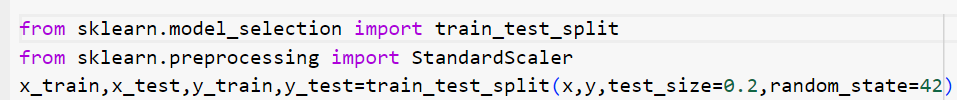 from sklearn.model_selection import train_test_split
from sklearn.preprocessing import StandardScaler
x_train,x_test,y_train,y_test=train_test_split(x,y,test_size=0.2,random_state=42)